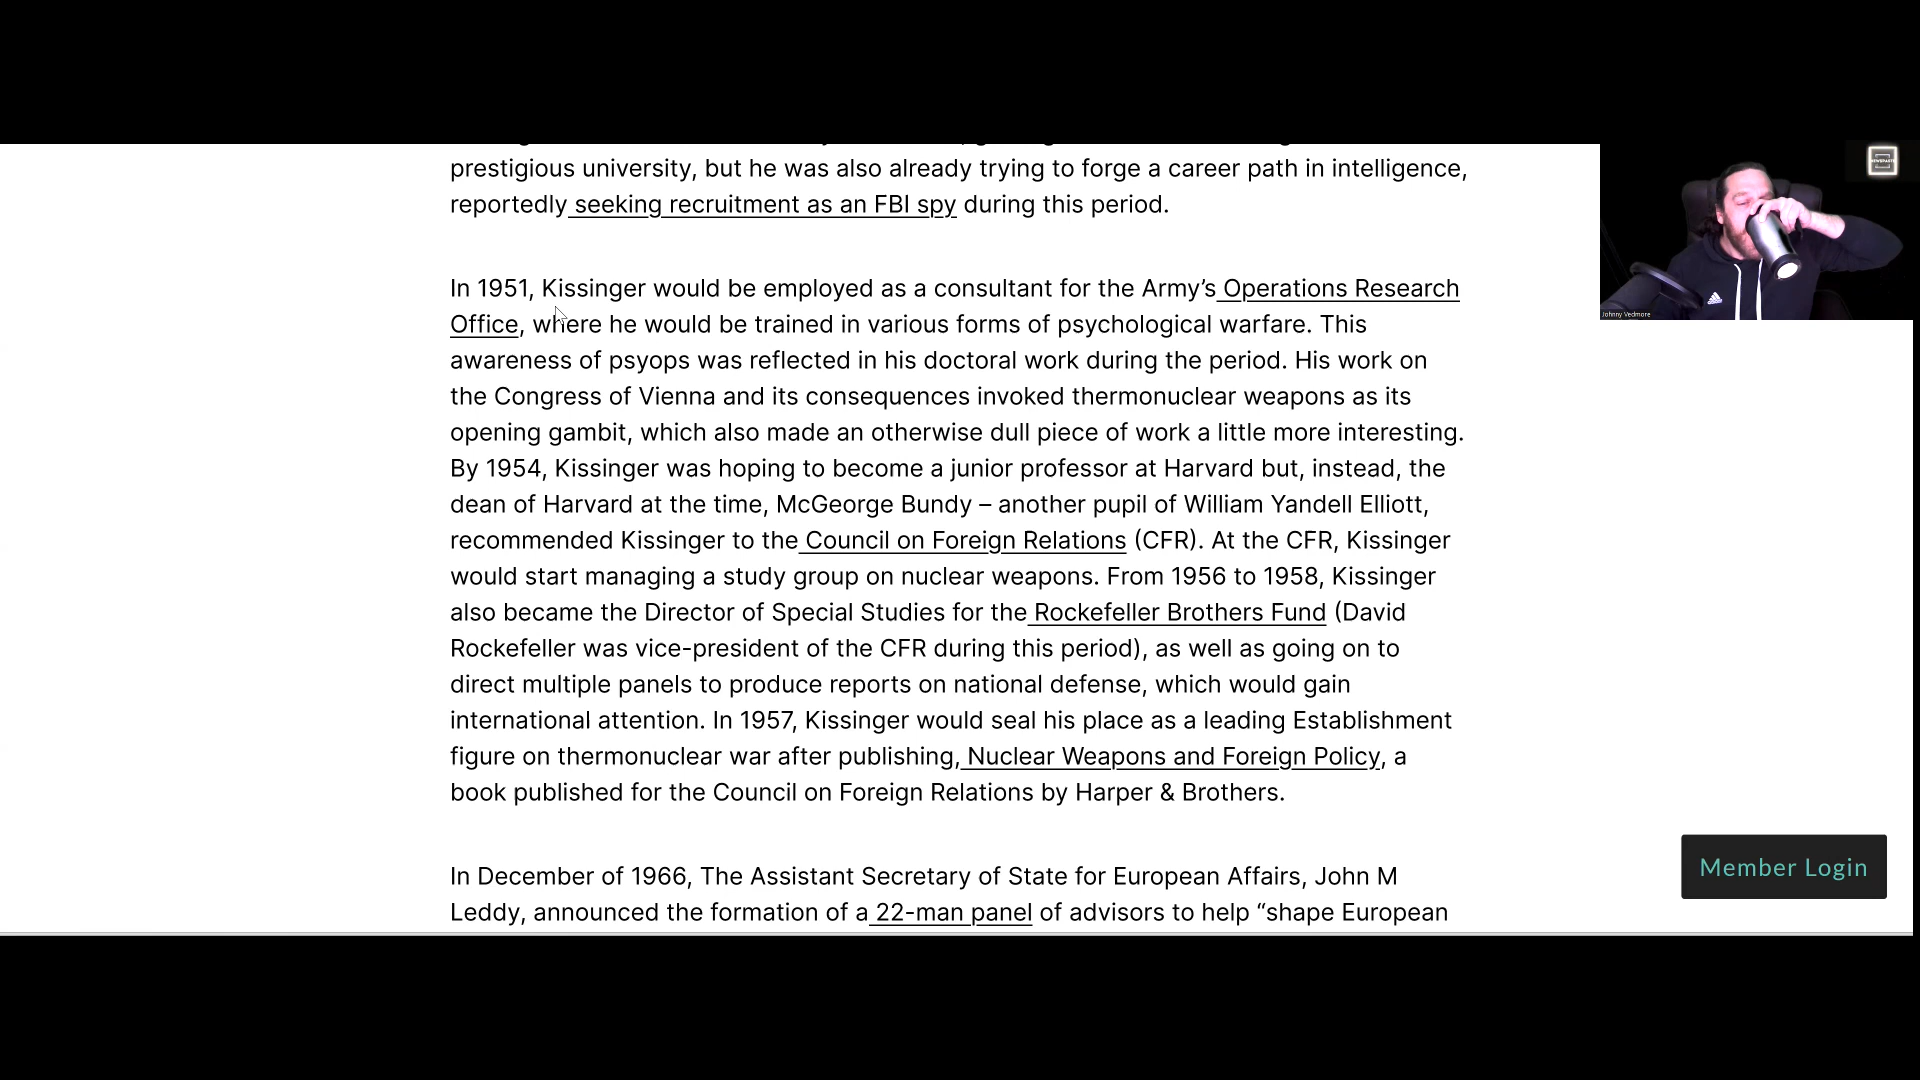 prestigious university, but he was also already trying to forge a career path in intelligence,
reportedly seeking recruitment as an FBI spy during this period.
In 1951, Kissinger would be employed as a consultant for the Army’s Operations Research
Office, where he would be trained in various forms of psychological warfare. This
awareness of psyops was reflected in his doctoral work during the period. His work on
the Congress of Vienna and its consequences invoked thermonuclear weapons as its
opening gambit, which also made an otherwise dull piece of work a little more interesting.
By 1954, Kissinger was hoping to become a junior professor at Harvard but, instead, the
dean of Harvard at the time, McGeorge Bundy – another pupil of William Yandell Elliott,
recommended Kissinger to the Council on Foreign Relations (CFR). At the CFR, Kissinger
would start managing a study group on nuclear weapons. From 1956 to 1958, Kissinger
also became the Director of Special Studies for the Rockefeller Brothers Fund (David
Rockefeller was vice-president of the CFR during this period), as well as going on to
direct multiple panels to produce reports on national defense, which would gain
international attention. In 1957, Kissinger would seal his place as a leading Establishment
figure on thermonuclear war after publishing, Nuclear Weapons and Foreign Policy, a
book published for the Council on Foreign Relations by Harper & Brothers.
In December of 1966, The Assistant Secretary of State for European Affairs, John M
Leddy, announced the formation of a 22-man panel of advisors to help “shape European
Johnny Vedmore
Member Login